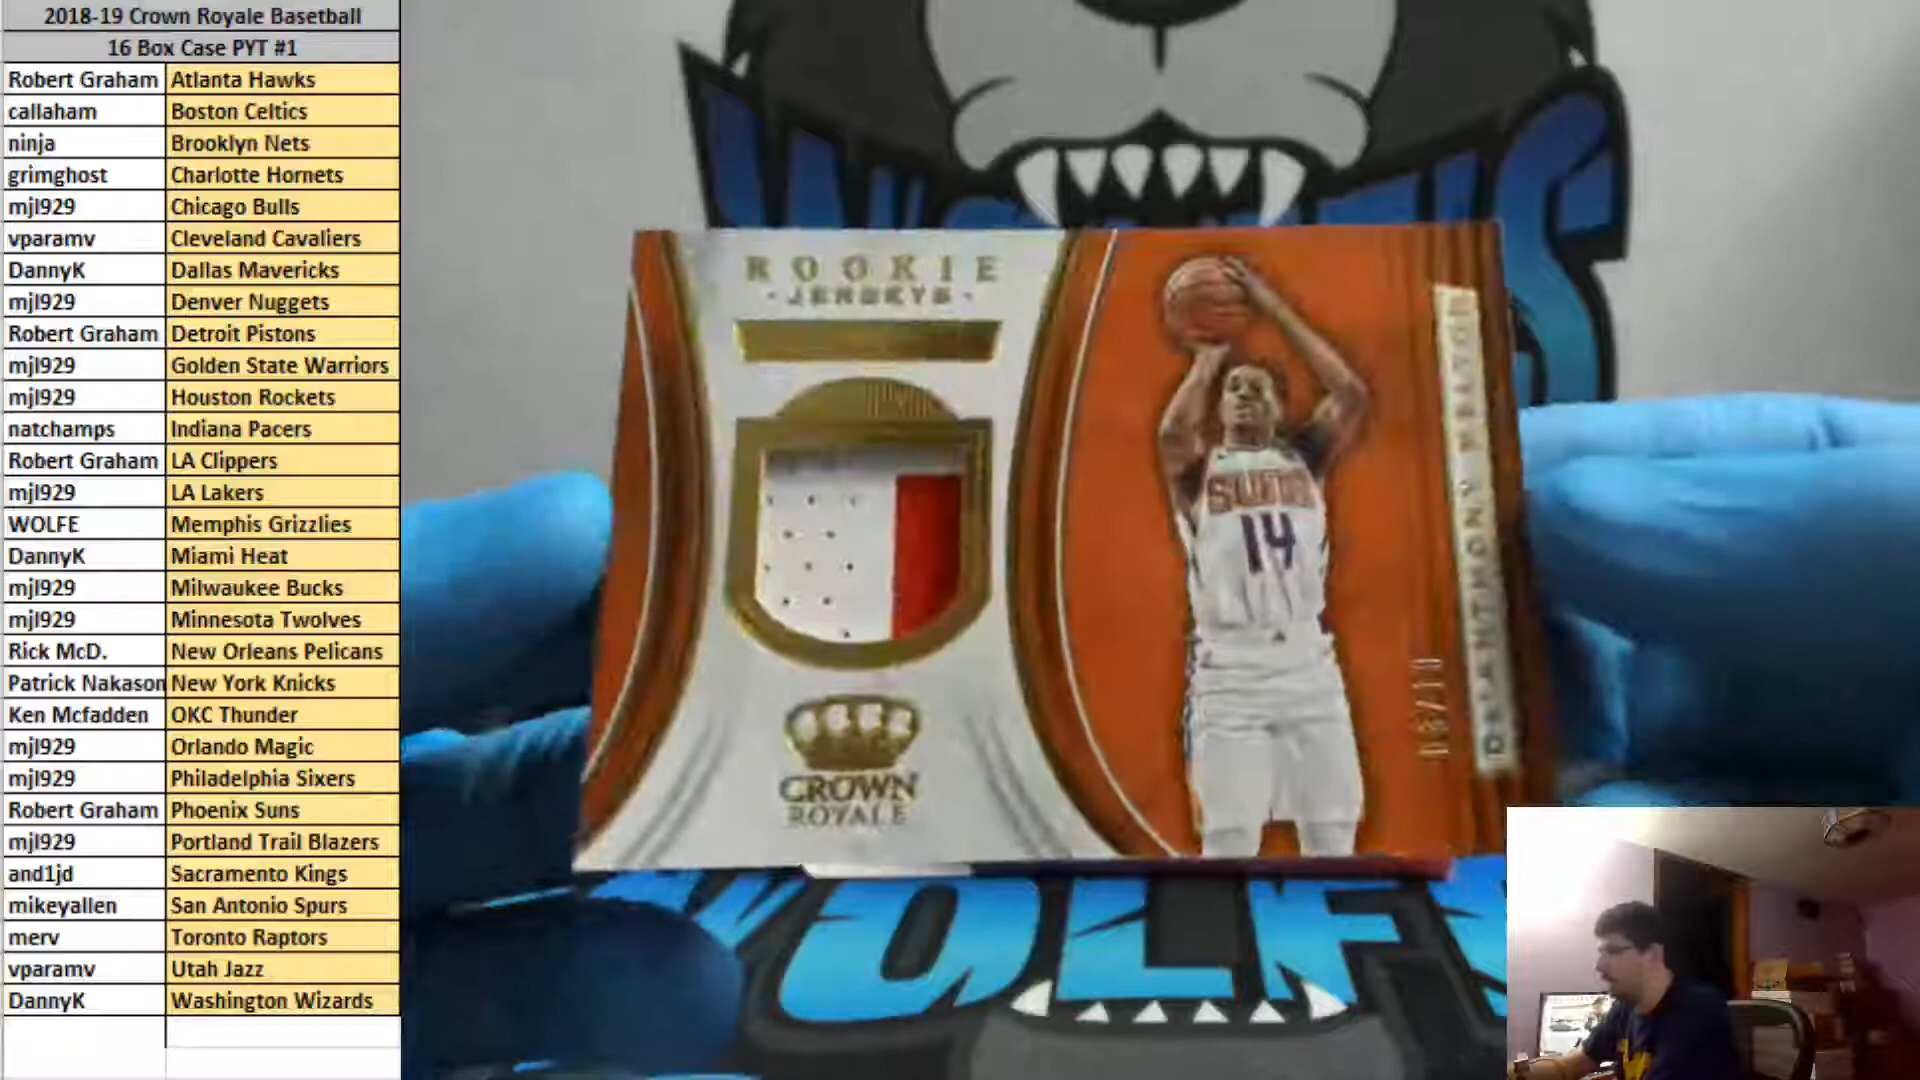 2018-19 Crown Royale Basetball
16 Box Case PYT #1
Robert Graham Atlanta Hawks
callaham Boston Celtics
ninja Brooklyn Nets
grimghost Charlotte Hornets
mjl929 Chicago Bulls
vparamv Cleveland Cavaliers
DannyK Dallas Mavericks
mjl929 Denver Nuggets
Robert Graham Detroit Pistons
mjl929 Golden State Warriors
mjl929 Houston Rockets
natchamps Indiana Pacers
Robert Graham LA Clippers
mjl929 LA Lakers
WOLFE Memphis Grizzlies
DannyK Miami Heat
mjl929 Milwaukee Bucks
mjl929 Minnesota Twolves
Rick McD. New Orleans Pelicans
Patrick Nakason New York Knicks
Ken Mcfadden OKC Thunder
mjl929 Orlando Magic
mjl929 Philadelphia Sixers
Robert Graham Phoenix Suns
mjl929 Portland Trail Blazers
and1jd Sacramento Kings
mikeyallen San Antonio Spurs
merv Toronto Raptors
vparamv Utah Jazz
DannyK Washington Wizards
ROOKIE
-JERSEYS-
CROWN
ROYALE
SUNS
14
DE'ANTHONY MELTON